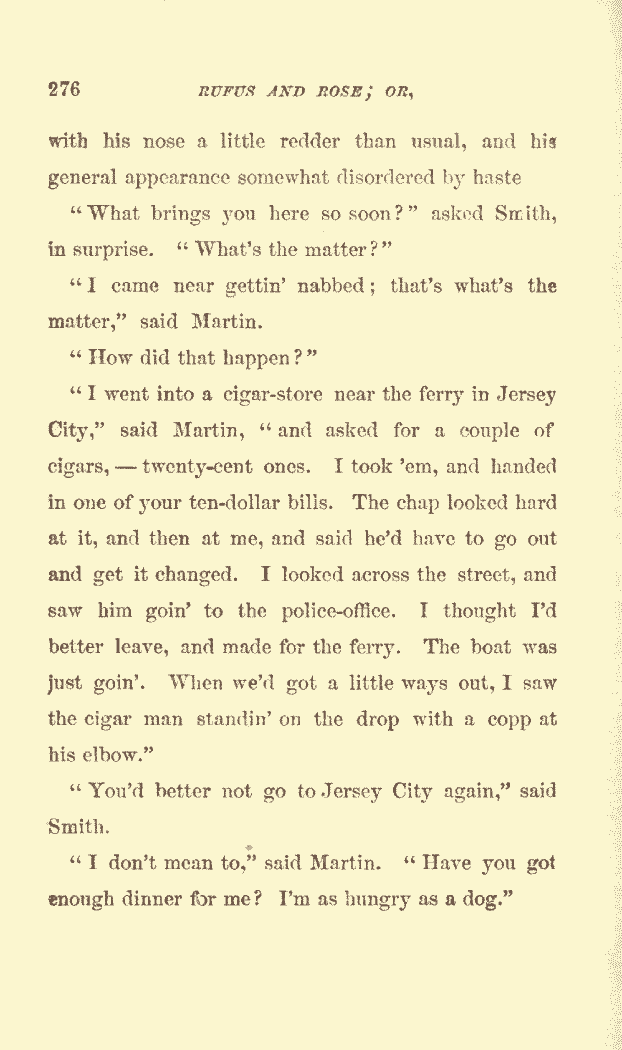 276 RUFUS AND ROSE; OR,
with his nose a little redder than usual, and his
general appearance somewhat disordered by haste
“What brings you here so soon?” asked Smith,
in surprise. “What's the matter?”
“I came near gettin’ nabbed; that's what's the
matter,” said Martin.
“How did that happen?”
“I went into a cigar-store near the ferry in Jersey
City,” said Martin, “and asked for a couple of
cigars, — twenty-cent ones. I took ’em, and handed
in one of your ten-dollar bills. The chap looked hard
at it, and then at me, and said he'd have to go out
and get it changed. I looked across the street, and
saw him goin’ to the police-office. I thought I'd
better leave, and made for the ferry. The boat was
just goin’. When we'd got a little ways out, I saw
the cigar man standin’ on the drop with a copp at
his elbow.”
“You'd better not go to Jersey City again,” said
Smith.
“I don't mean to,” said Martin. “Have you got
enough dinner for me? I'm as hungry as a dog.”